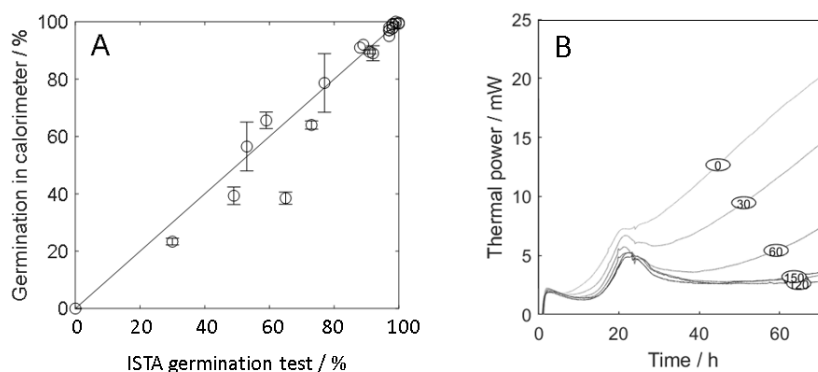 A
Germination in calorimeter / %
100
80
60
40
20
0
0 20 40 60 80 100
ISTA germination test / %
B
Thermal power / mW
25
20
15
10
5
0
0 20 40 60
Time / h
0
30
60
150
120